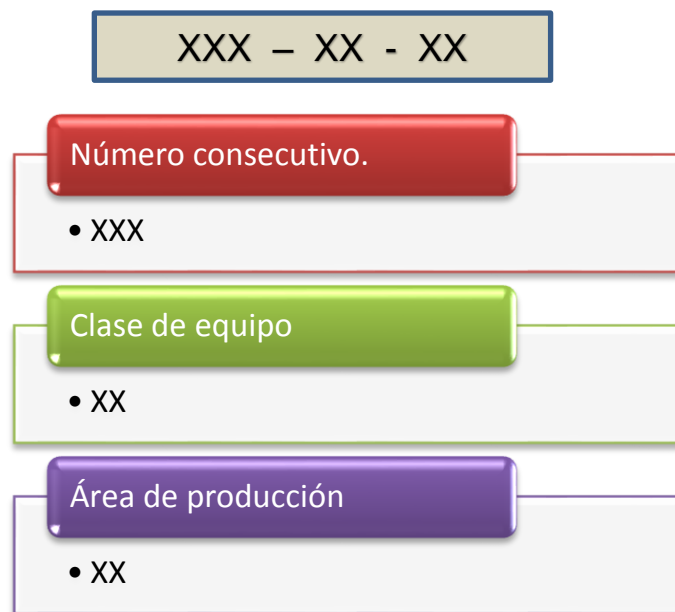 XXX – XX - XX
Número consecutivo.
• XXX
Clase de equipo
• XX
Área de producción
• XX